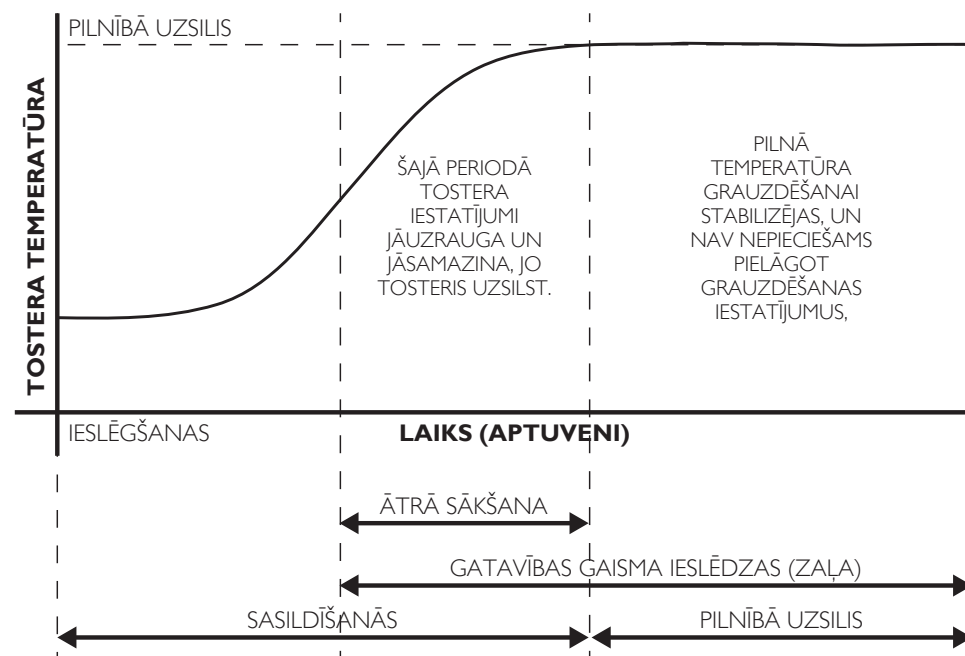 PILNĪBĀ UZSILIS
TOSTERA TEMPERATŪRA
ŠAJĀ PERIODĀ
TOSTERA
IESTATĪJUMI
JĀUZRAUGA UN
JĀSAMAZINA, JO
TOSTERIS UZSILST.
PILNĀ
TEMPERATŪRA
GRAUZDĒŠANAI
STABILIZĒJAS, UN
NAV NEPIECIEŠAMS
PIELĀGOT
GRAUZDĒŠANAS
IESTATĪJUMUS,
IESLĒGŠANAS
LAIKS (APTUVENI)
ĀTRĀ SĀKŠANA
GATAVĪBAS GAISMA IESLĒDZAS (ZAĻA)
SASILDĪŠANĀS
PILNĪBĀ UZSILIS